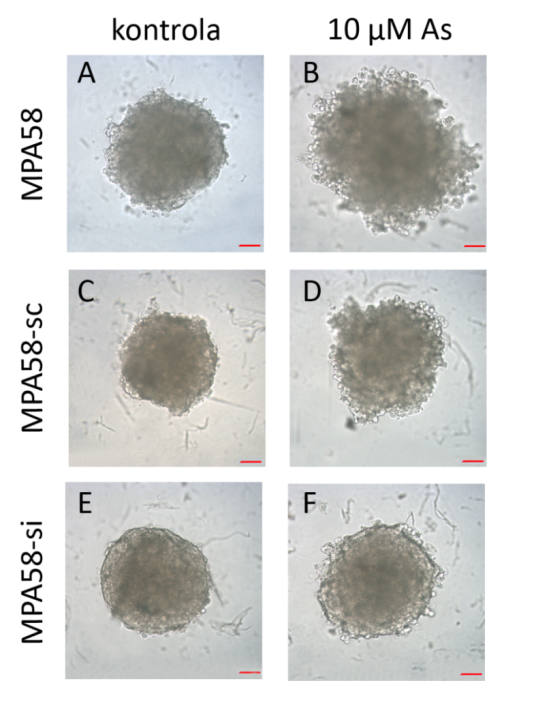 kontrola 10 µM As
A B
MPA58
C D
MPA58-sc
E F
MPA58-si